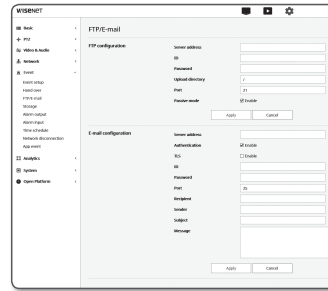 WISENET
Basic
PTZ
Video & Audio
Network
Event
Event setup
Hand over
FTP/E-mail
Storage
Alarm output
Alarm input
Time schedule
Network disconnection
App event
Analytics
System
Open Platform
FTP/E-mail
FTP configuration
Server address
ID
Password
Upload directory
/
Port
21
Passive mode
Enable
Apply
Cancel
E-mail configuration
Server address
Authentication
Enable
TLS
Enable
ID
Password
Port
25
Recipient
Sender
Subject
Message
Apply
Cancel